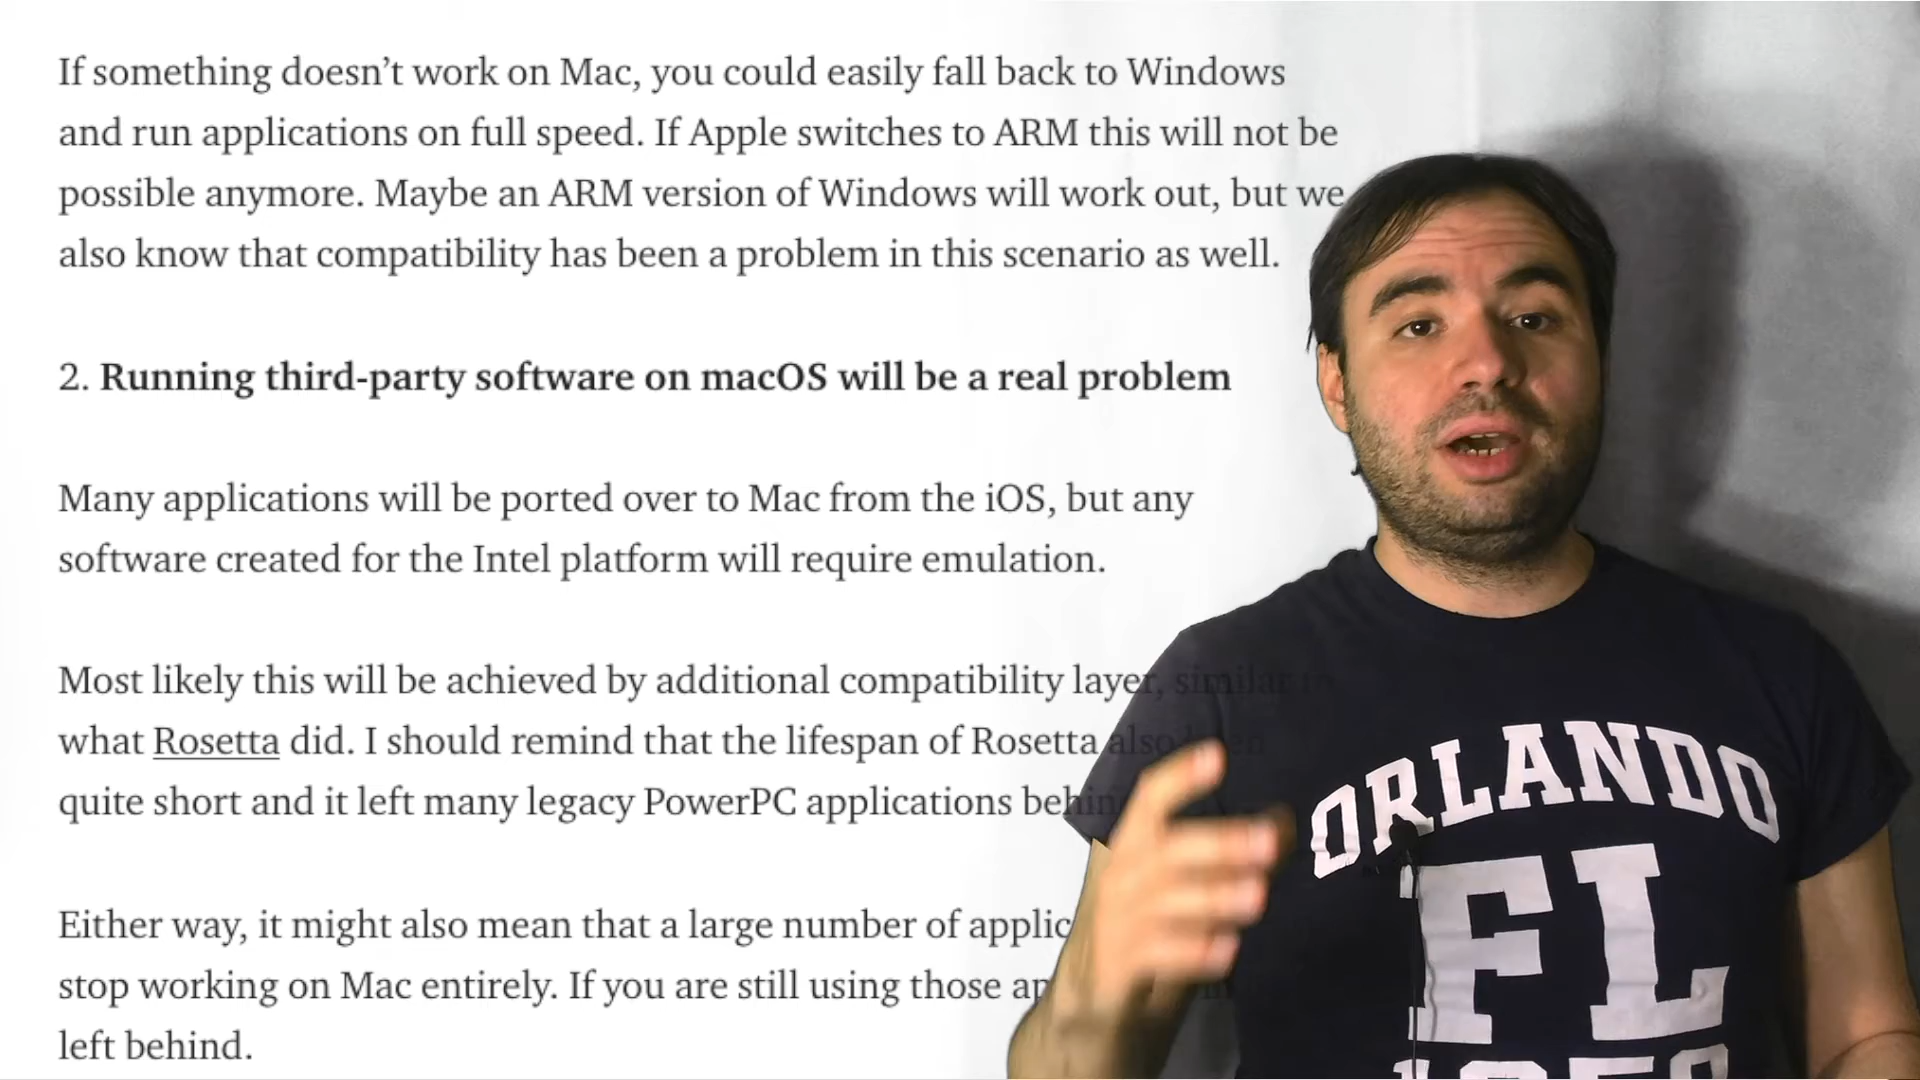 If something doesn’t work on Mac, you could easily fall back to Windows
and run applications on full speed. If Apple switches to ARM this will not be
possible anymore. Maybe an ARM version of Windows will work out, but we
also know that compatibility has been a problem in this scenario as well.
2. Running third-party software on macOS will be a real problem
Many applications will be ported over to Mac from the iOS, but any
software created for the Intel platform will require emulation.
Most likely this will be achieved by additional compatibility layer, similar
what Rosetta did. I should remind that the lifespan of Rosetta also
quite short and it left many legacy PowerPC applications
Either way, it might also mean that a large number of
stop working on Mac entirely. If you are still using those
left behind.
ORLANDO
FL